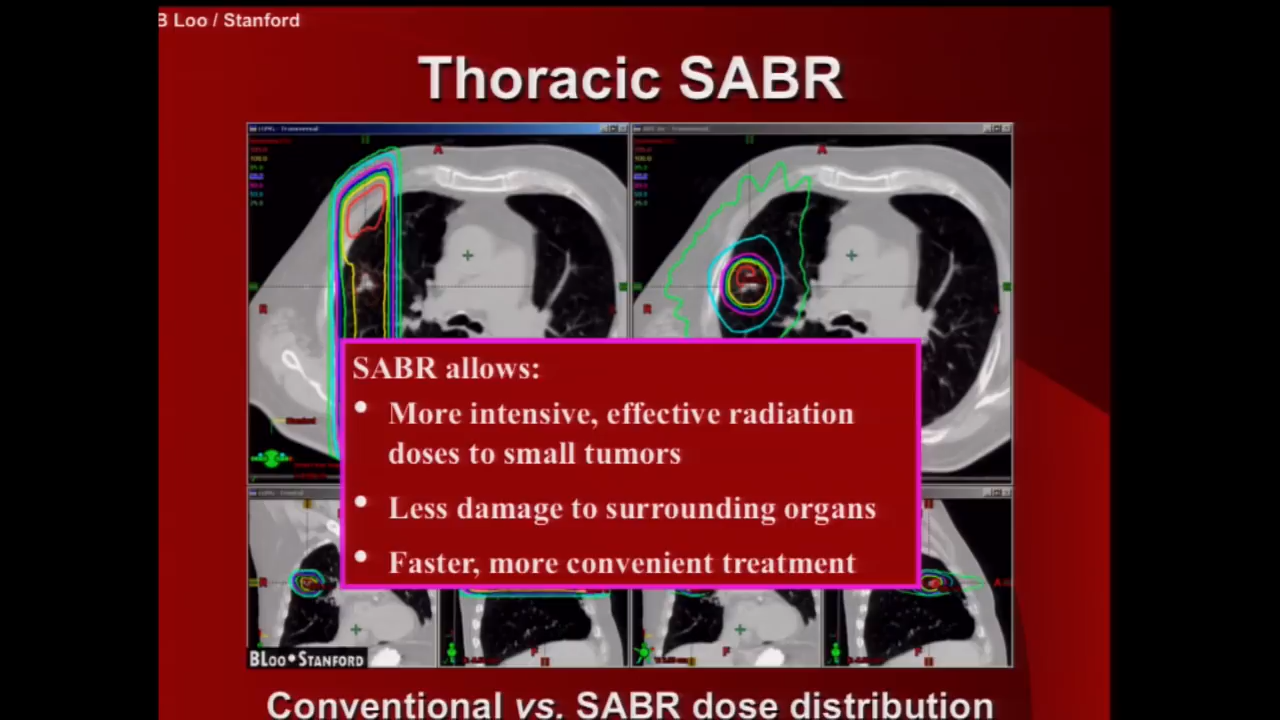 B Loo / Stanford
Thoracic SABR
A
A
R
R
SABR allows:
• More intensive, effective radiation
doses to small tumors
• Less damage to surrounding organs
• Faster, more convenient treatment
R
A
F
F
BLOO•STANFORD
Conventional vs. SABR dose distribution